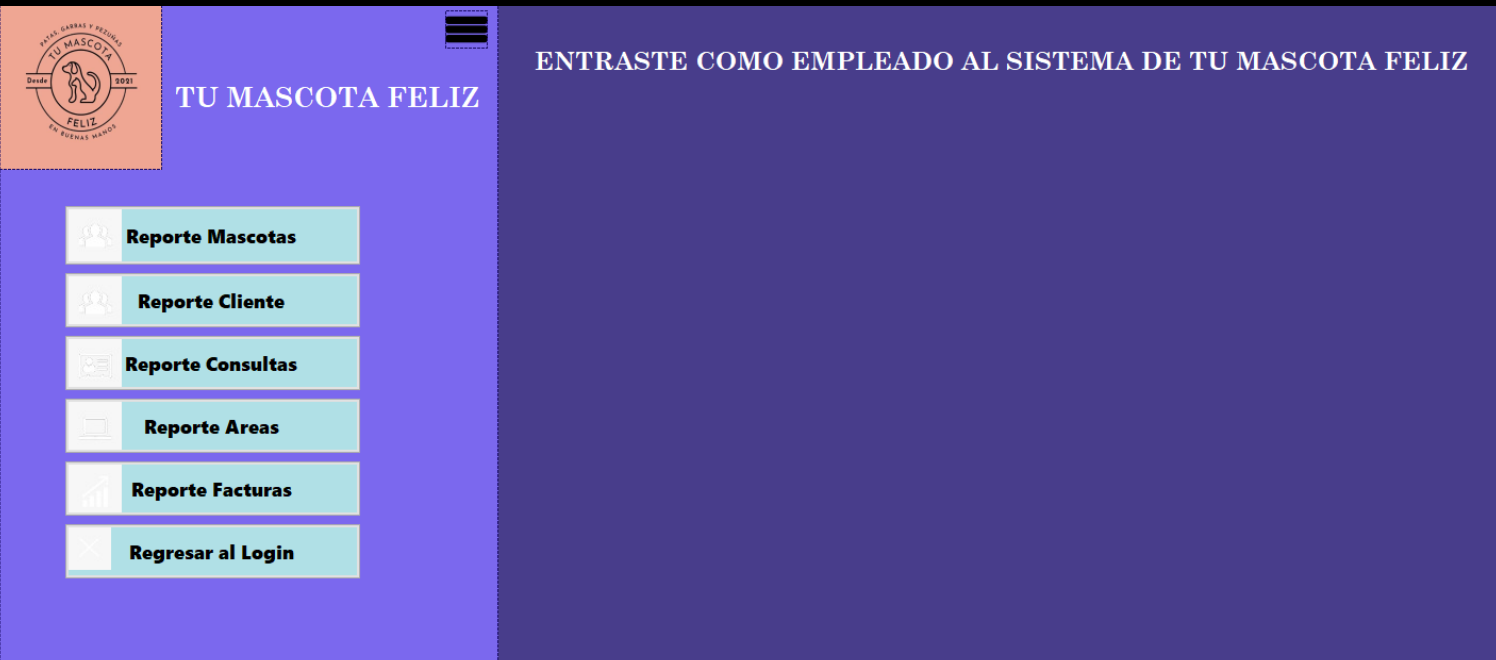 PATAS, GARRAS Y PEZUÑAS
TU MASCOTA
Desde 2021
FELIZ
EN BUENAS MANOS
TU MASCOTA FELIZ
ENTRASTE COMO EMPLEADO AL SISTEMA DE TU MASCOTA FELIZ
Reporte Mascotas
Reporte Cliente
Reporte Consultas
Reporte Areas
Reporte Facturas
Regresar al Login